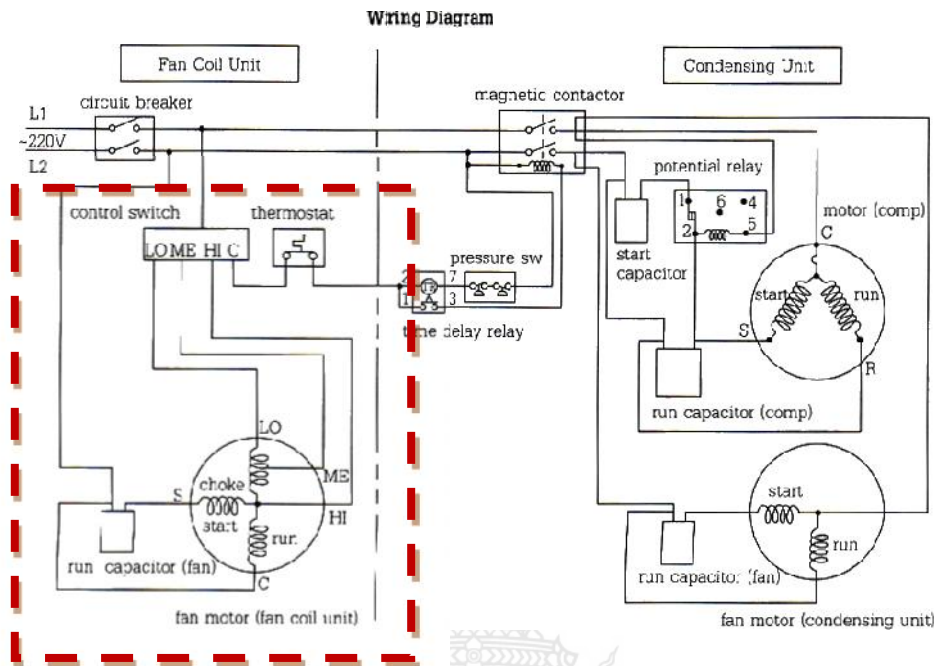 Wiring Diagram
Fan Coil Unit
Condensing Unit
circuit breaker
magnetic contactor
L1
~220V
L2
potential relay
control switch
thermostat
1
6
4
2
5
motor (comp)
C
LO ME HI C
pressure sw
start
capacitor
2
7
1
3
time delay relay
start
run
S
R
run capacitor (comp)
LO
ME
choke
S
start
HI
run
run capacitor (fan)
C
fan motor (fan coil unit)
start
run
run capacitor (fan)
fan motor (condensing unit)